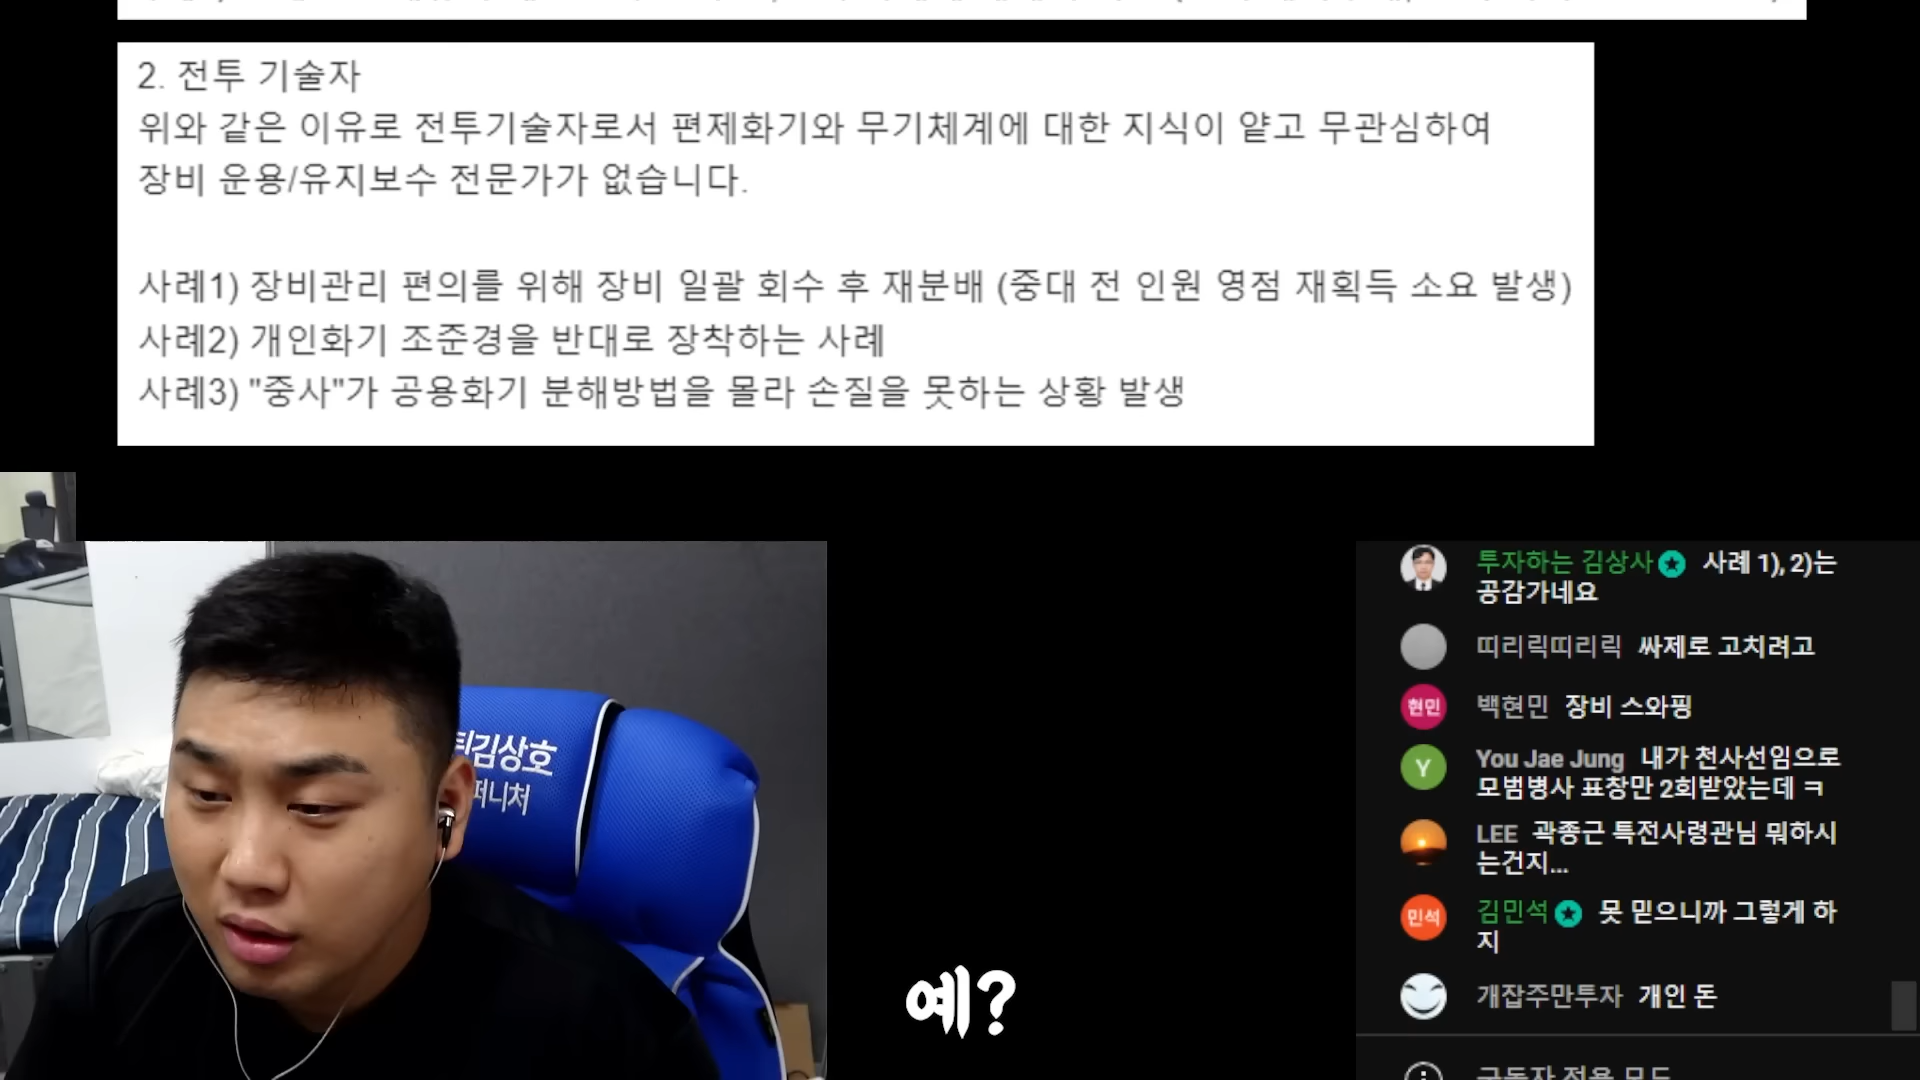 2. 전투 기술자
위와 같은 이유로 전투기술자로서 편제화기와 무기체계에 대한 지식이 얕고 무관심하여
장비 운용/유지보수 전문가가 없습니다.
사례1) 장비관리 편의를 위해 장비 일괄 회수 후 재분배 (중대 전 인원 영점 재획득 소요 발생)
사례2) 개인화기 조준경을 반대로 장착하는 사례
사례3) "중사"가 공용화기 분해방법을 몰라 손질을 못하는 상황 발생
김상호
퍼니처
예?
투자하는 김상사 사례 1), 2)는
공감가네요
띠리릭띠리릭 싸제로 고치려고
현민 백현민 장비 스와핑
Y You Jae Jung 내가 천사선임으로
모범병사 표창만 2회받았는데 ㅋ
LEE 곽종근 특전사령관님 뭐하시
는건지...
민석 김민석 못 믿으니까 그렇게 하
지
개잡주만투자 개인 돈
구독자 전용 모드